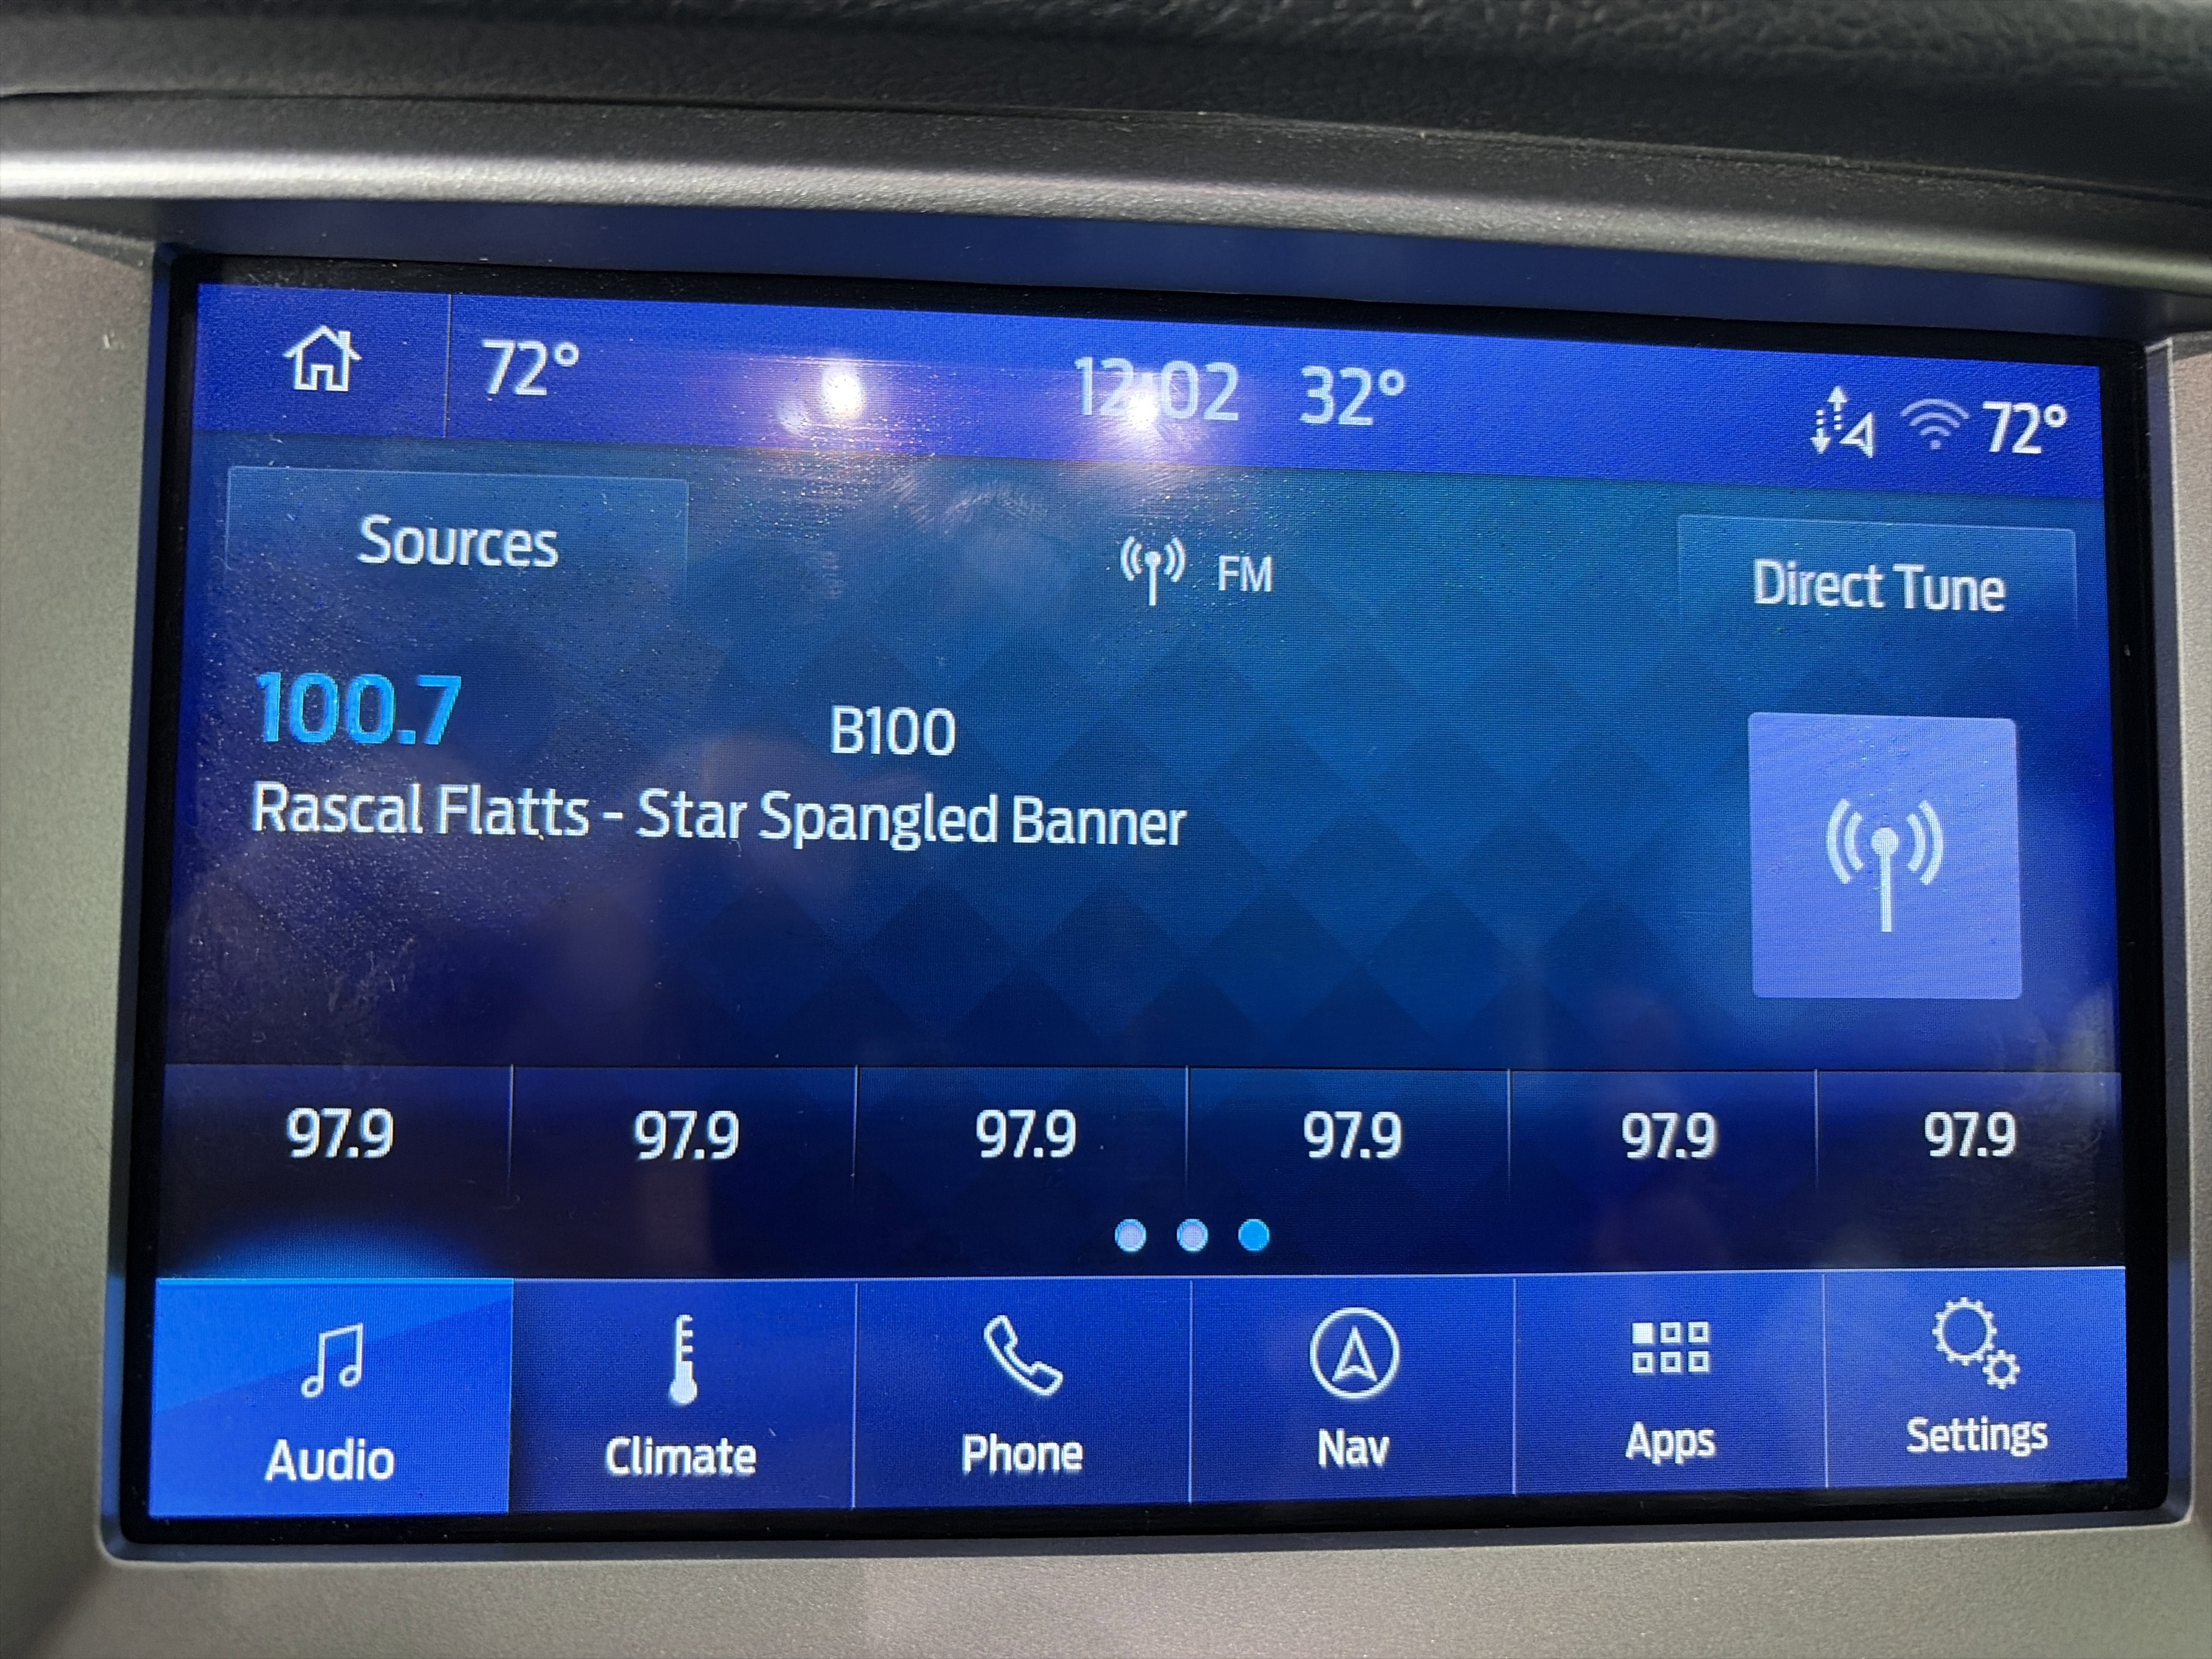 72° 12:02 32° 72°
Sources FM Direct Tune
100.7 B100
Rascal Flatts - Star Spangled Banner
97.9 97.9 97.9 97.9 97.9 97.9
Audio Climate Phone Nav Apps Settings